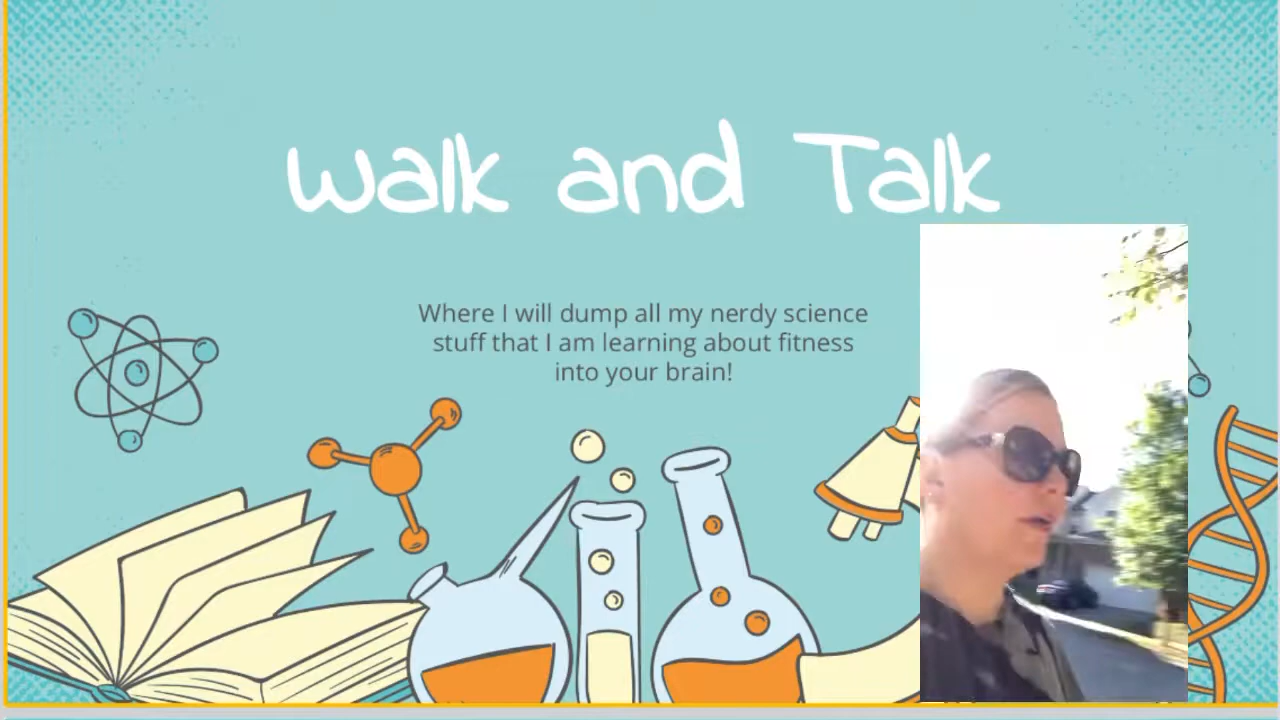 Walk and Talk
Where I will dump all my nerdy science
stuff that I am learning about fitness
into your brain!